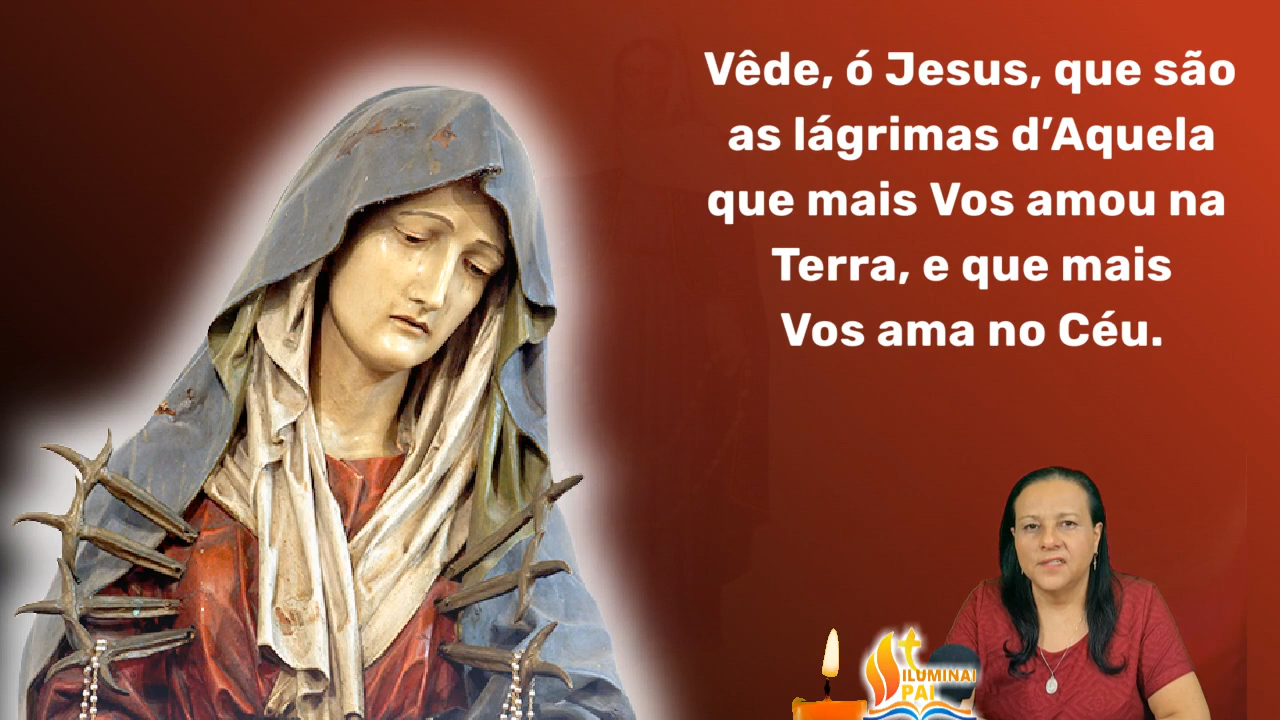 Vêde, ó Jesus, que são
as lágrimas d’Aquela
que mais Vos amou na
Terra, e que mais
Vos ama no Céu.
ILUMINAI
PAI